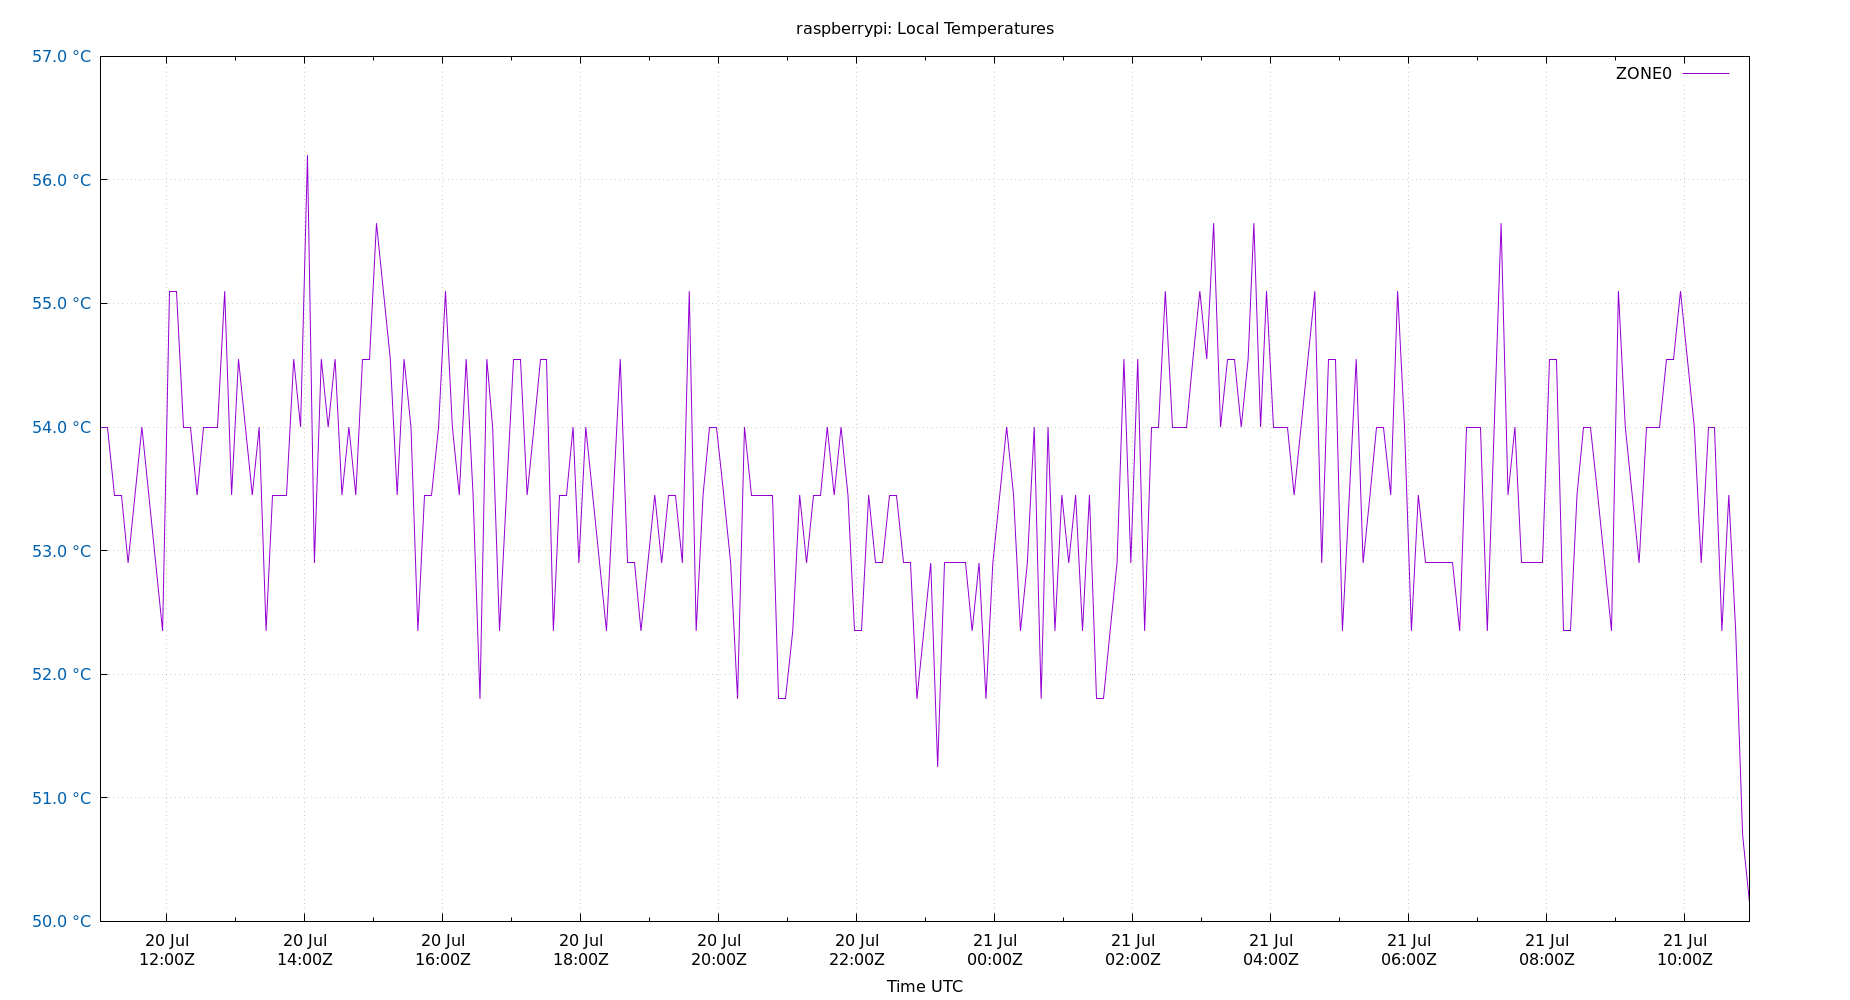 raspberrypi: Local Temperatures
57.0 °C
ZONE0
56.0 °C
55.0 °C
54.0 °C
53.0 °C
52.0 °C
51.0 °C
50.0 °C
20 Jul 20 Jul 20 Jul 20 Jul 20 Jul 20 Jul 21 Jul 21 Jul 21 Jul 21 Jul 21 Jul 21 Jul
12:00Z 14:00Z 16:00Z 18:00Z 20:00Z 22:00Z 00:00Z 02:00Z 04:00Z 06:00Z 08:00Z 10:00Z
Time UTC